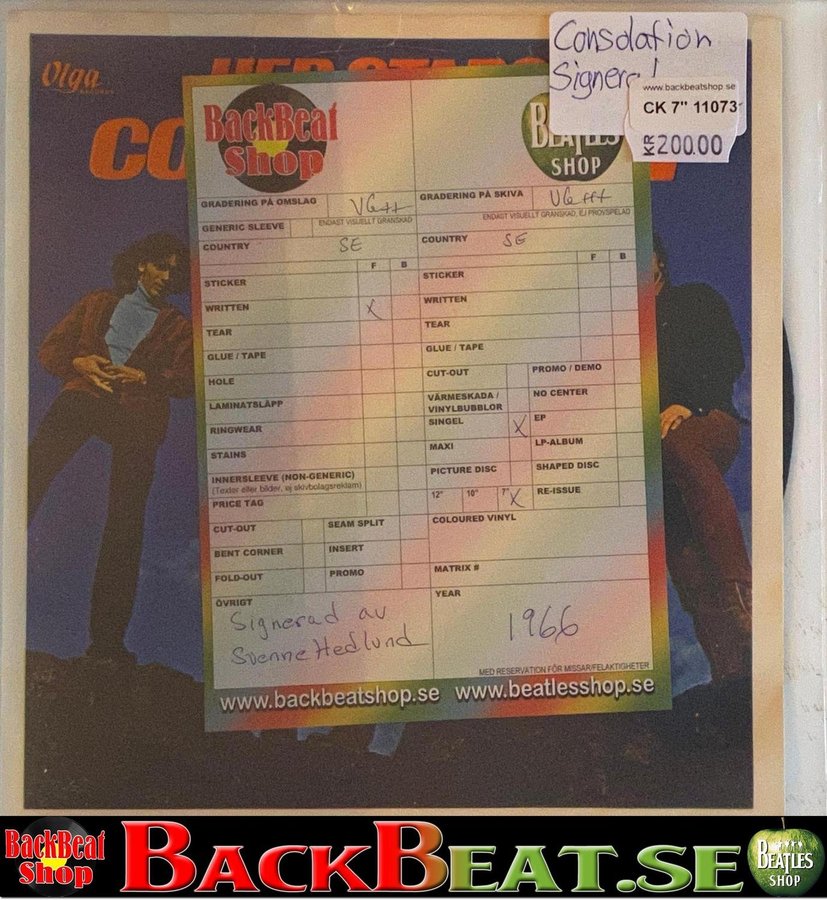 Consolation
Signerad
www.backbeatshop.se
CK 7" 11073
KR 200.00
Olga
RECORDS
HEP STARS
CO
BackBeat
Shop
BEATLES
SHOP
GRADERING PÅ OMSLAG VG++
ENDAST VISUELLT GRANSKAD
GENERIC SLEEVE
COUNTRY SE
F B
STICKER
WRITTEN X
TEAR
GLUE / TAPE
HOLE
LAMINATSLÄPP
RINGWEAR
STAINS
INNERSLEEVE (NON-GENERIC)
(Texter eller bilder, ej skivbolagsreklam)
PRICE TAG
CUT-OUT SEAM SPLIT
BENT CORNER INSERT
FOLD-OUT PROMO
ÖVRIGT
Signerad av
Svenne Hedlund
GRADERING PÅ SKIVA VG+++
ENDAST VISUELLT GRANSKAD, EJ PROVSPELAD
COUNTRY SE
F B
STICKER
WRITTEN
TEAR
GLUE / TAPE
CUT-OUT PROMO / DEMO
VÄRMESKADA /
VINYLBUBBLOR NO CENTER
SINGEL X EP
MAXI LP-ALBUM
PICTURE DISC SHAPED DISC
12" 10" 7" X RE-ISSUE
COLOURED VINYL
MATRIX #
YEAR
1966
MED RESERVATION FÖR MISSAR/FELAKTIGHETER
www.backbeatshop.se www.beatlesshop.se
BackBeat
Shop
BACKBEAT.SE
BEATLES
SHOP